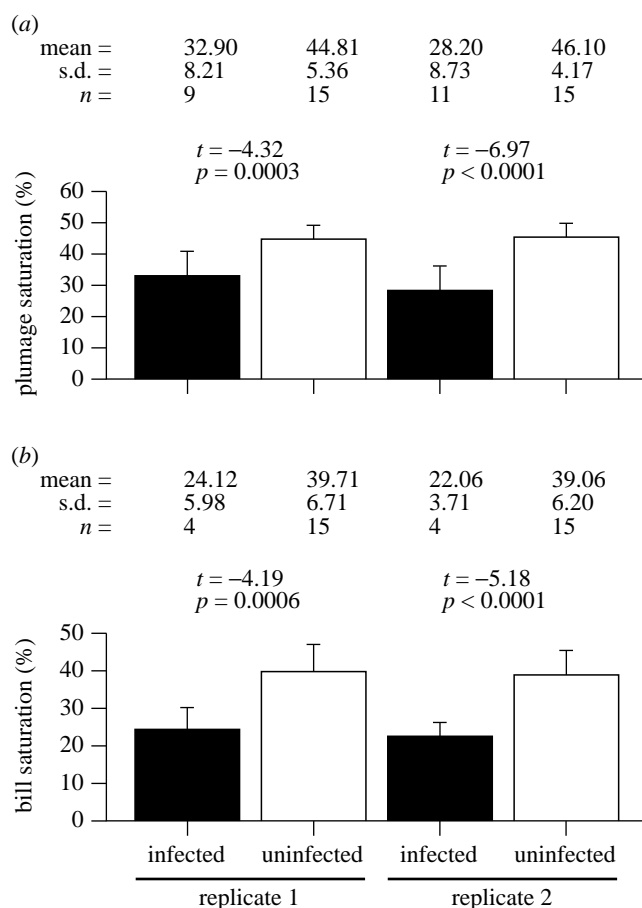 (a)
mean = 32.90 44.81 28.20 46.10
s.d. = 8.21 5.36 8.73 4.17
n = 9 15 11 15
t = −4.32 t = −6.97
p = 0.0003 p < 0.0001
plumage saturation (%)
60
50
40
30
20
10
0
(b)
mean = 24.12 39.71 22.06 39.06
s.d. = 5.98 6.71 3.71 6.20
n = 4 15 4 15
t = −4.19 t = −5.18
p = 0.0006 p < 0.0001
bill saturation (%)
50
40
30
20
10
0
infected uninfected infected uninfected
replicate 1 replicate 2